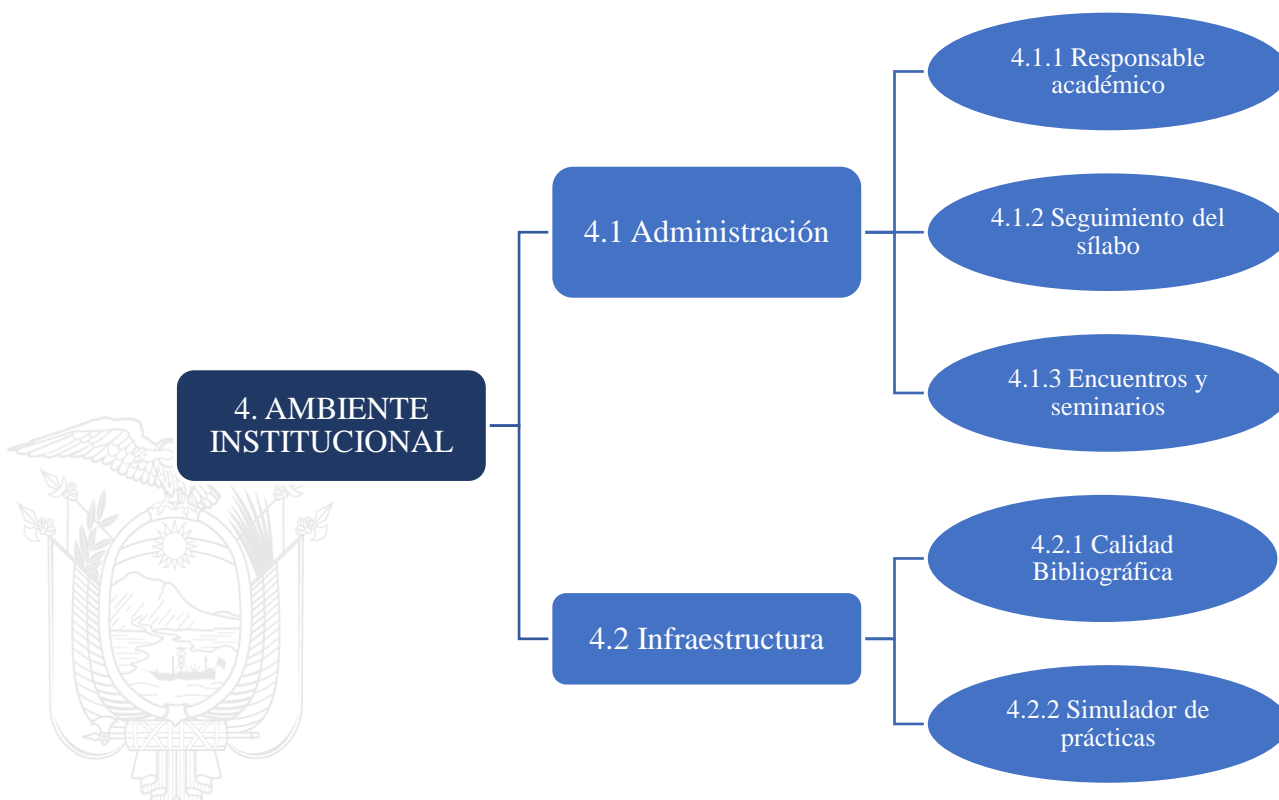 4. AMBIENTE
INSTITUCIONAL
4.1 Administración
4.1.1 Responsable
académico
4.1.2 Seguimiento del
sílabo
4.1.3 Encuentros y
seminarios
4.2 Infraestructura
4.2.1 Calidad
Bibliográfica
4.2.2 Simulador de
prácticas